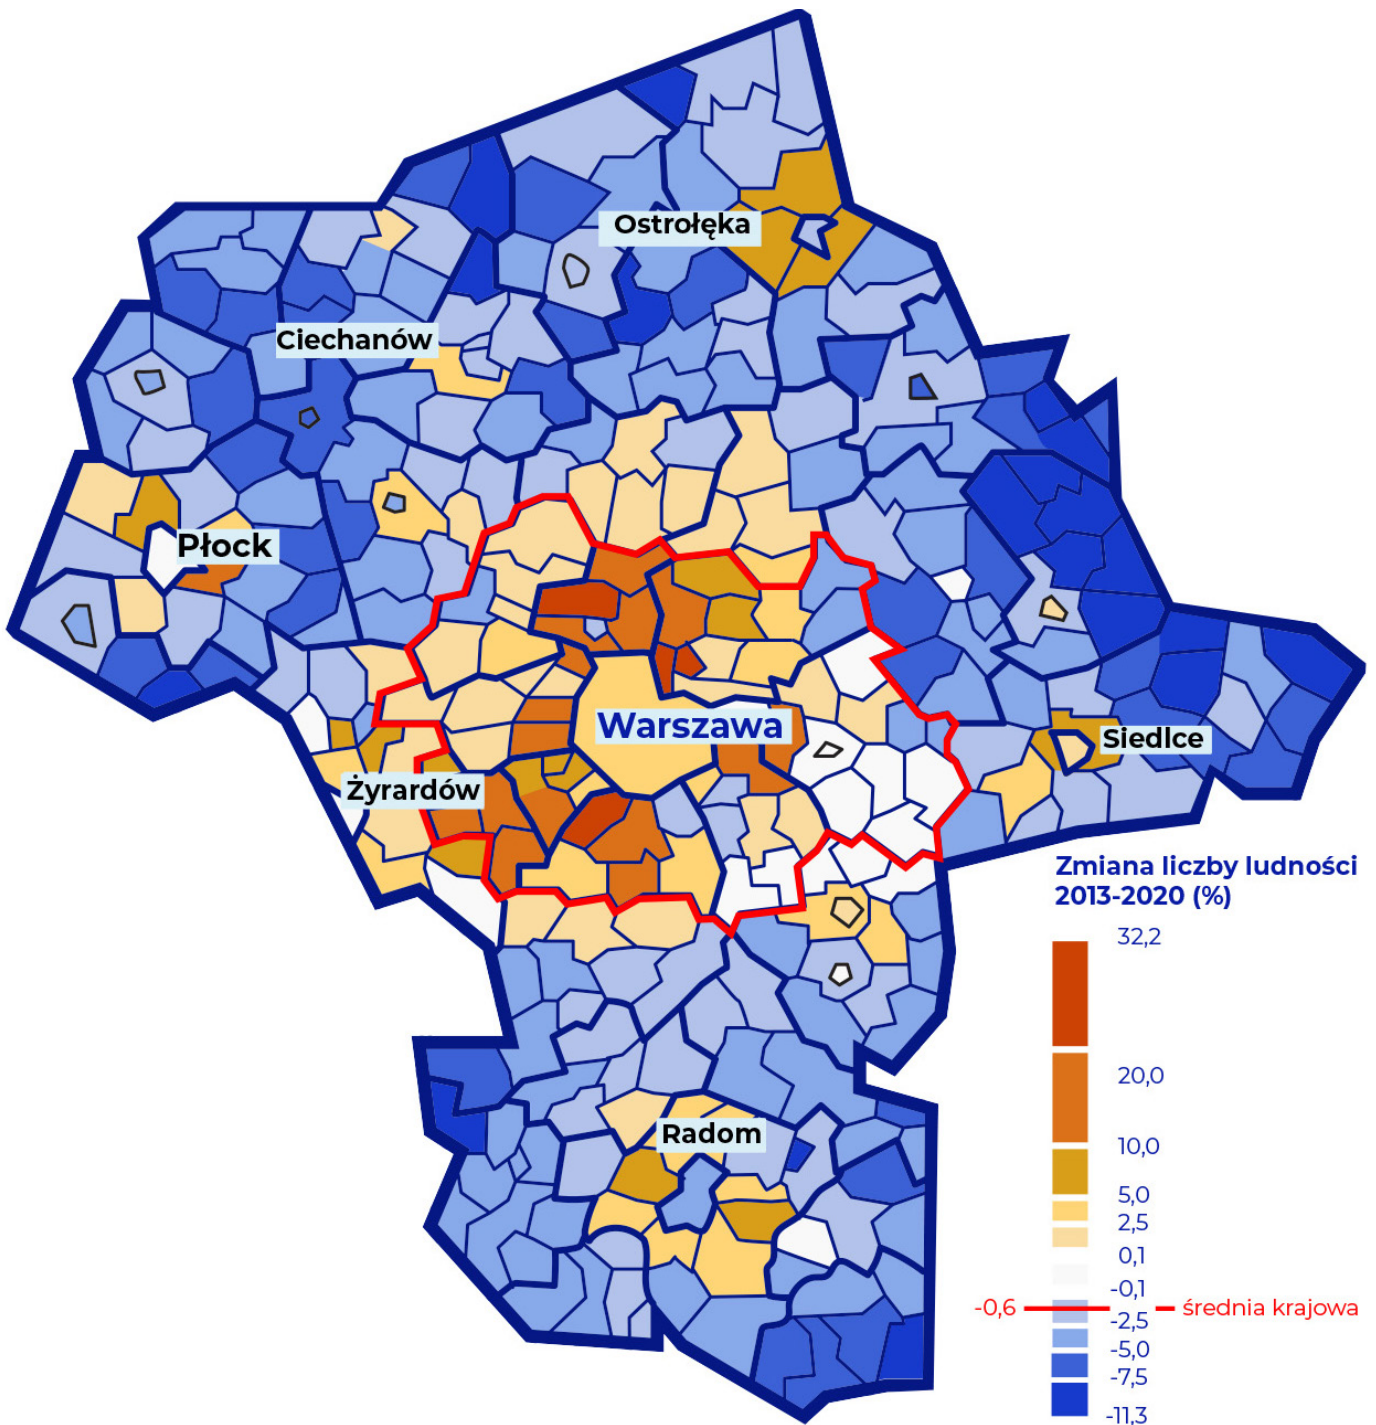 Ostrołęka
Ciechanów
Płock
Warszawa
Siedlce
Żyrardów
Radom
Zmiana liczby ludności
2013-2020 (%)
32,2
20,0
10,0
5,0
2,5
0,1
-0,1
-0,6
średnia krajowa
-2,5
-5,0
-7,5
-11,3